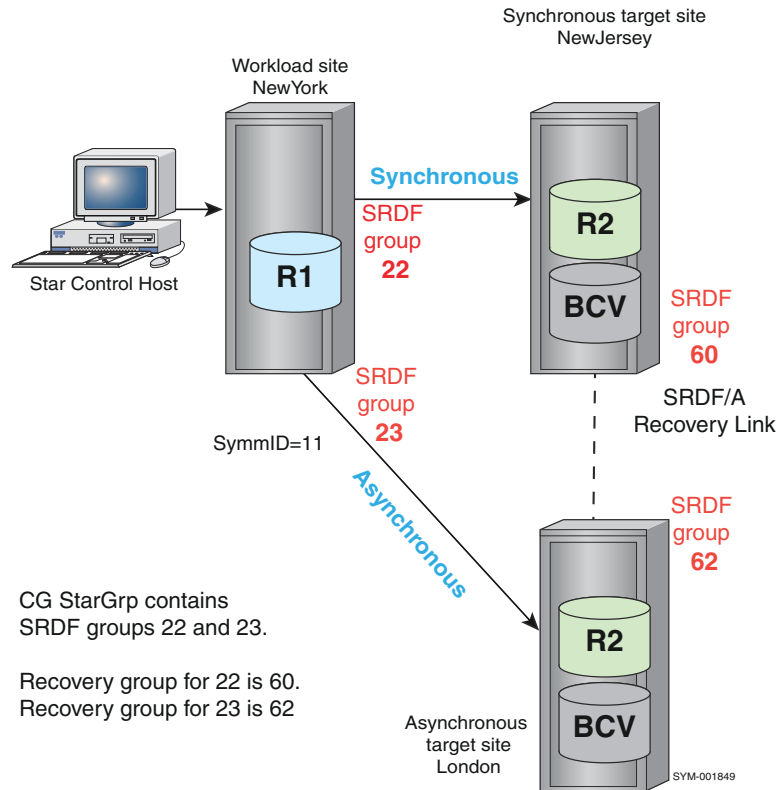 Synchronous target site
NewJersey
Workload site
NewYork
Synchronous
SRDF
group
22
R1
R2
BCV
Star Control Host
SRDF
group
60
SRDF/A
Recovery Link
SRDF
group
23
SymmID=11
Asynchronous
SRDF
group
62
R2
BCV
CG StarGrp contains
SRDF groups 22 and 23.
Recovery group for 22 is 60.
Recovery group for 23 is 62
Asynchronous
target site
London
SYM-001849